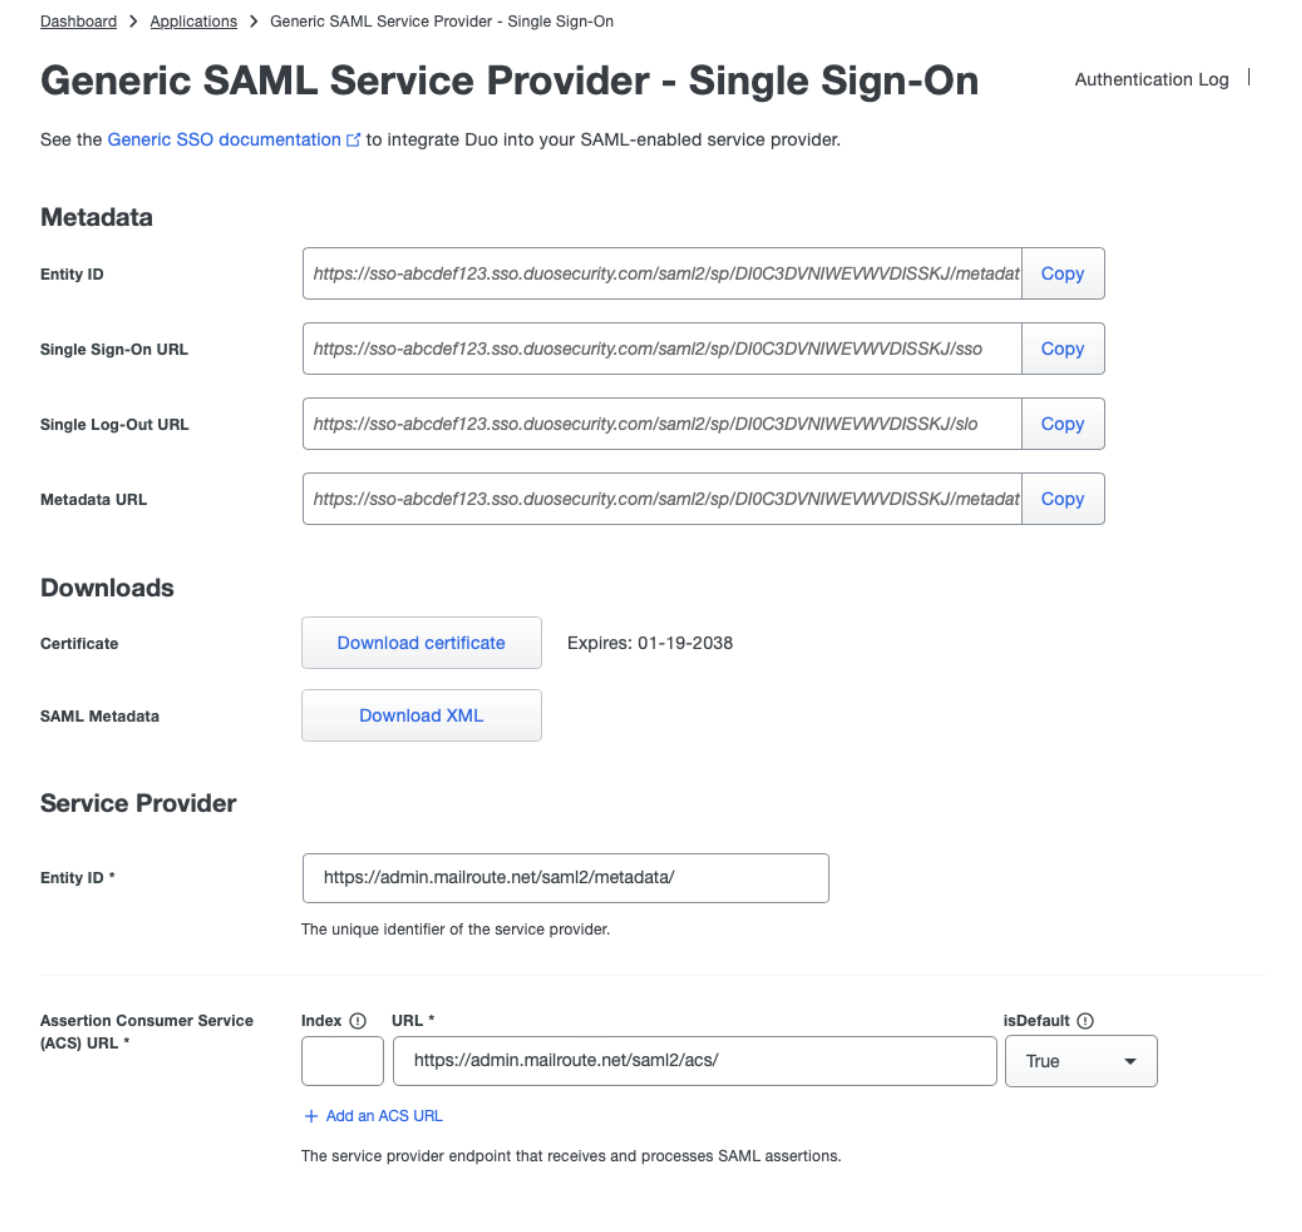 Dashboard > Applications > Generic SAML Service Provider - Single Sign-On
Generic SAML Service Provider - Single Sign-On
Authentication Log |
See the Generic SSO documentation to integrate Duo into your SAML-enabled service provider.
Metadata
Entity ID
https://sso-abcdef123.sso.duosecurity.com/saml2/sp/DI0C3DVNIWEVWVDISSKJ/metadat
Copy
Single Sign-On URL
https://sso-abcdef123.sso.duosecurity.com/saml2/sp/DI0C3DVNIWEVWVDISSKJ/sso
Copy
Single Log-Out URL
https://sso-abcdef123.sso.duosecurity.com/saml2/sp/DI0C3DVNIWEVWVDISSKJ/slo
Copy
Metadata URL
https://sso-abcdef123.sso.duosecurity.com/saml2/sp/DI0C3DVNIWEVWVDISSKJ/metadat
Copy
Downloads
Certificate
Download certificate
Expires: 01-19-2038
SAML Metadata
Download XML
Service Provider
Entity ID *
https://admin.mailroute.net/saml2/metadata/
The unique identifier of the service provider.
Assertion Consumer Service
(ACS) URL *
Index
URL *
isDefault
https://admin.mailroute.net/saml2/acs/
True
+ Add an ACS URL
The service provider endpoint that receives and processes SAML assertions.